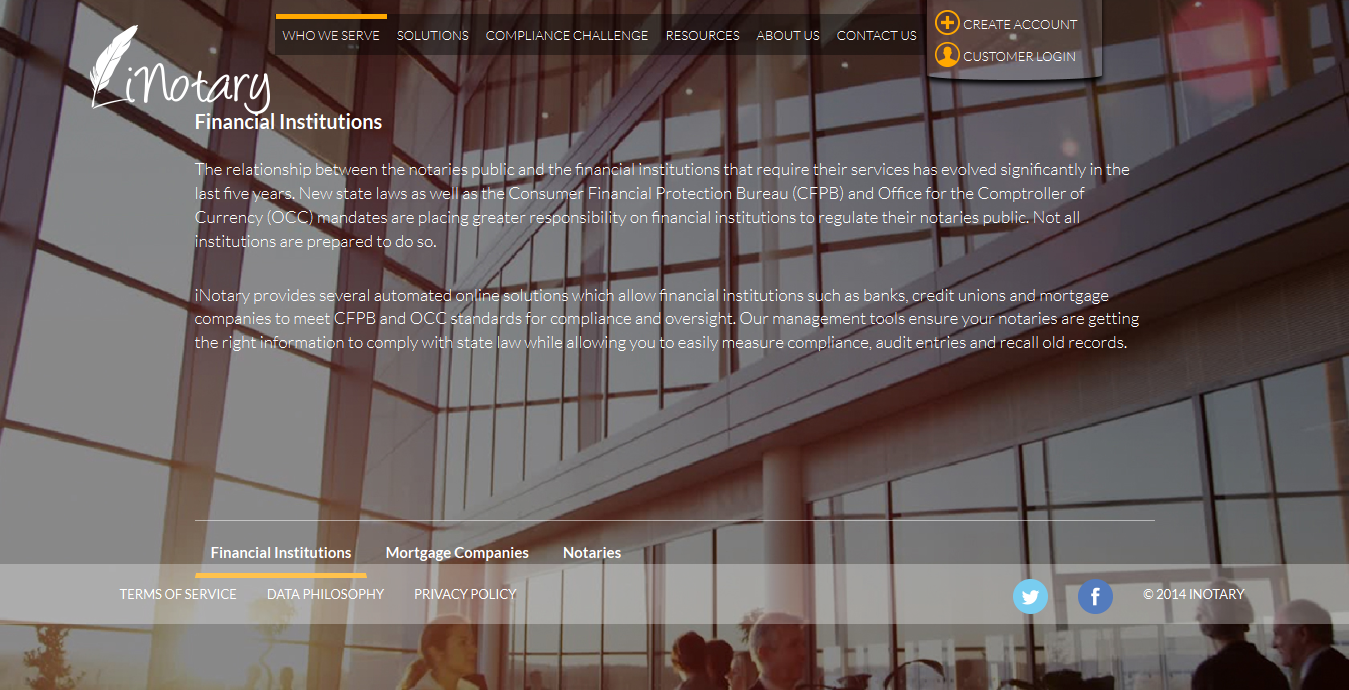 WHO WE SERVE SOLUTIONS COMPLIANCE CHALLENGE RESOURCES ABOUT US CONTACT US
CREATE ACCOUNT
CUSTOMER LOGIN
iNotary
Financial Institutions
The relationship between the notaries public and the financial institutions that require their services has evolved significantly in the
last five years. New state laws as well as the Consumer Financial Protection Bureau (CFPB) and Office for the Comptroller of
Currency (OCC) mandates are placing greater responsibility on financial institutions to regulate their notaries public. Not all
institutions are prepared to do so.
iNotary provides several automated online solutions which allow financial institutions such as banks, credit unions and mortgage
companies to meet CFPB and OCC standards for compliance and oversight. Our management tools ensure your notaries are getting
the right information to comply with state law while allowing you to easily measure compliance, audit entries and recall old records.
Financial Institutions Mortgage Companies Notaries
TERMS OF SERVICE DATA PHILOSOPHY PRIVACY POLICY © 2014 INOTARY